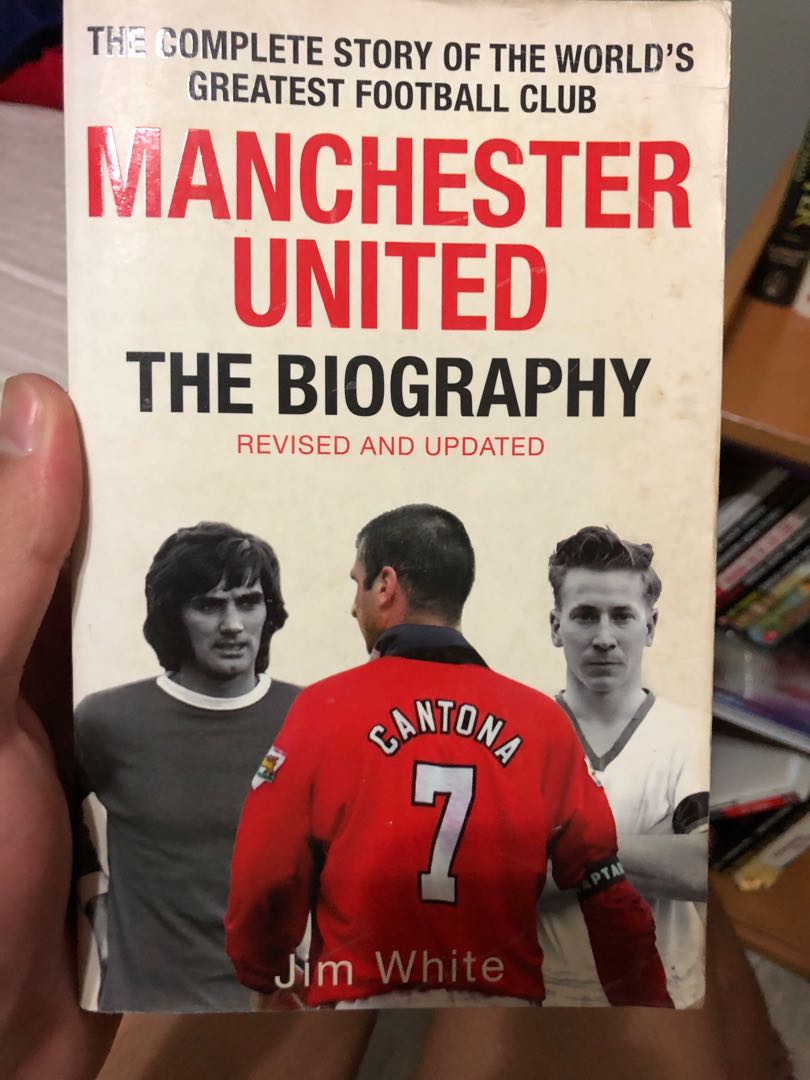 THE COMPLETE STORY OF THE WORLD'S
GREATEST FOOTBALL CLUB
MANCHESTER
UNITED
THE BIOGRAPHY
REVISED AND UPDATED
CANTONA
7
Jim White